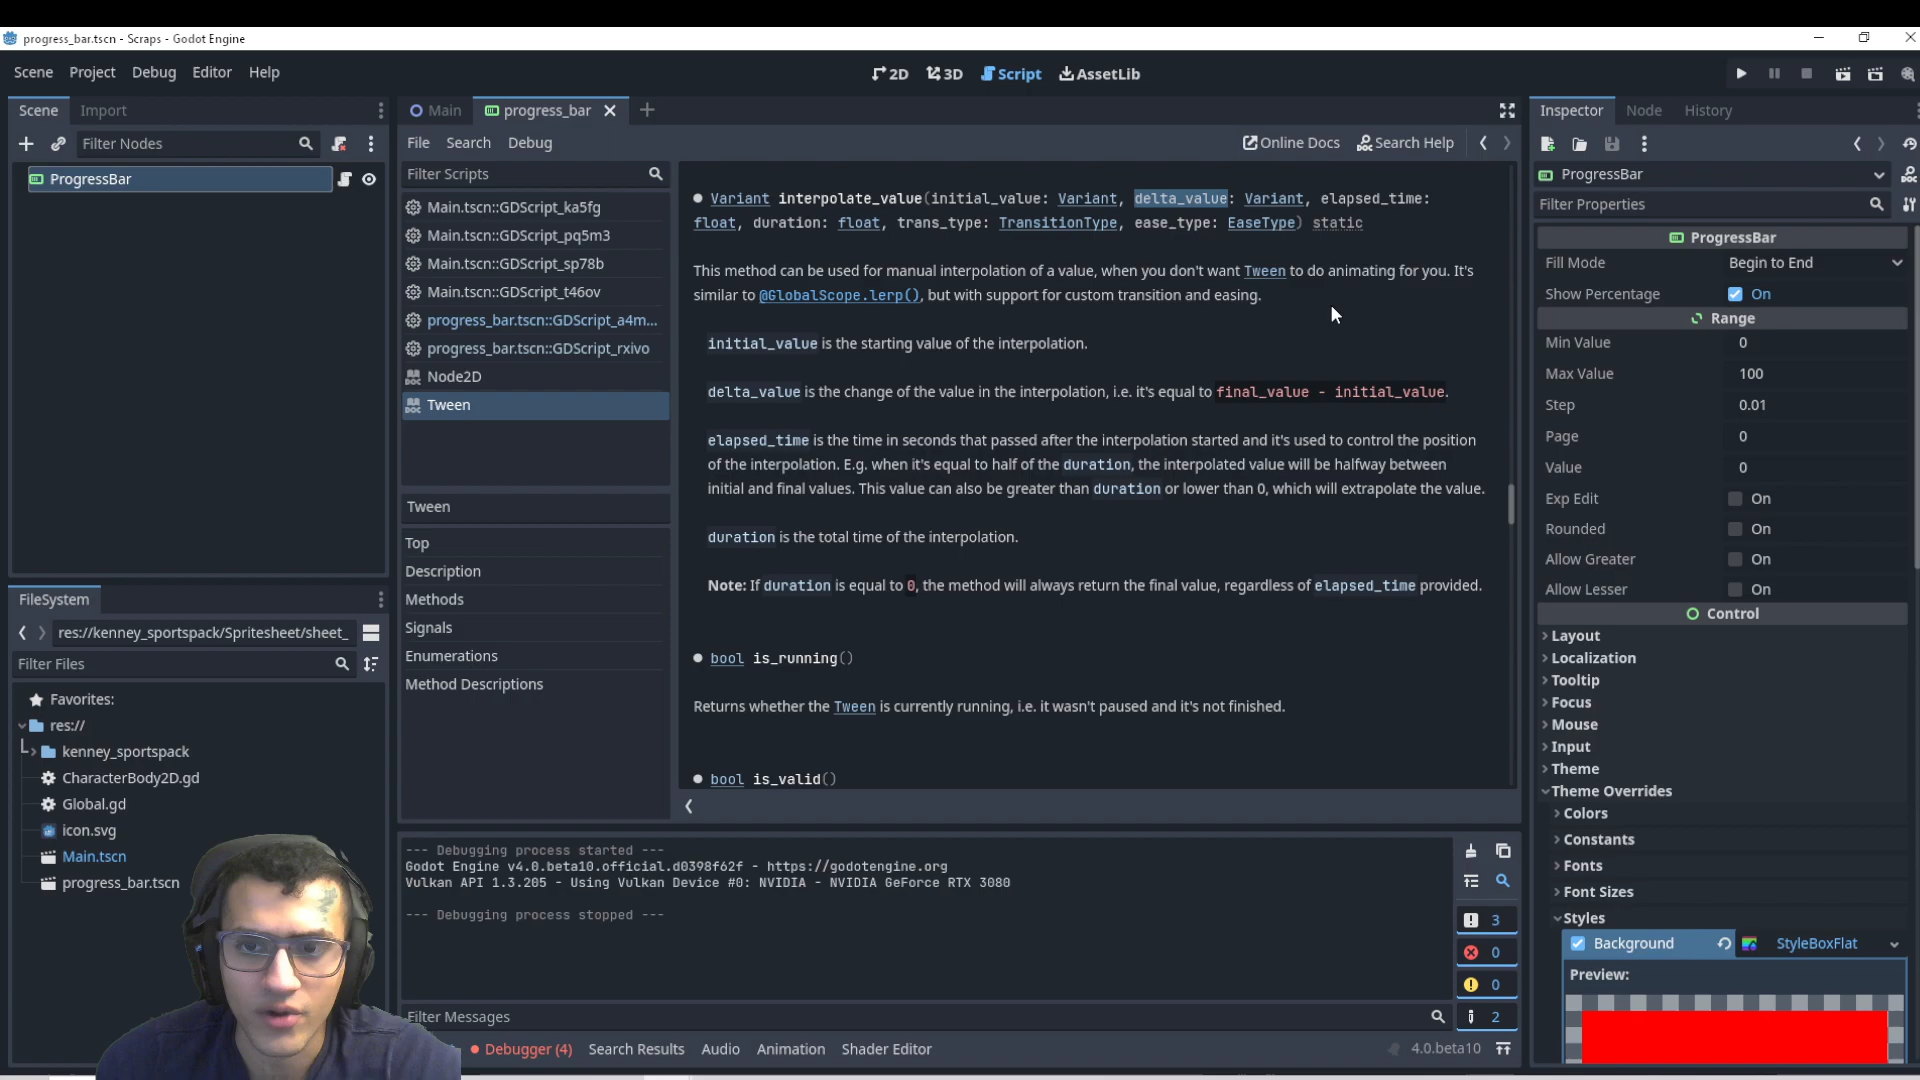 progress_bar.tscn - Scraps - Godot Engine
Scene Project Debug Editor Help
2D 3D Script AssetLib
Scene Import
Filter Nodes
ProgressBar
Main progress_bar
File Search Debug
Online Docs Search Help
Filter Scripts
Main.tscn::GDScript_ka5fg
Main.tscn::GDScript_pq5m3
Main.tscn::GDScript_sp78b
Main.tscn::GDScript_t46ov
progress_bar.tscn::GDScript_a4m...
progress_bar.tscn::GDScript_rxivo
Node2D
Tween
Tween
Top
Description
Methods
Signals
Enumerations
Method Descriptions
Variant interpolate_value(initial_value: Variant, delta_value: Variant, elapsed_time:
float, duration: float, trans_type: TransitionType, ease_type: EaseType) static
This method can be used for manual interpolation of a value, when you don't want Tween to do animating for you. It's
similar to @GlobalScope.lerp(), but with support for custom transition and easing.
initial_value is the starting value of the interpolation.
delta_value is the change of the value in the interpolation, i.e. it's equal to final_value - initial_value.
elapsed_time is the time in seconds that passed after the interpolation started and it's used to control the position
of the interpolation. E.g. when it's equal to half of the duration, the interpolated value will be halfway between
initial and final values. This value can also be greater than duration or lower than 0, which will extrapolate the value.
duration is the total time of the interpolation.
Note: If duration is equal to 0, the method will always return the final value, regardless of elapsed_time provided.
bool is_running()
Returns whether the Tween is currently running, i.e. it wasn't paused and it's not finished.
bool is_valid()
FileSystem
res://kenney_sportspack/Spritesheet/sheet_
Filter Files
Favorites:
res://
kenney_sportspack
CharacterBody2D.gd
Global.gd
icon.svg
Main.tscn
progress_bar.tscn
--- Debugging process started ---
Godot Engine v4.0.beta10.official.d0398f62f - https://godotengine.org
Vulkan API 1.3.205 - Using Vulkan Device #0: NVIDIA - NVIDIA GeForce RTX 3080
--- Debugging process stopped ---
3
0
0
2
Filter Messages
Debugger (4) Search Results Audio Animation Shader Editor
4.0.beta10
Inspector Node History
ProgressBar
Filter Properties
ProgressBar
Fill Mode Begin to End
Show Percentage On
Range
Min Value 0
Max Value 100
Step 0.01
Page 0
Value 0
Exp Edit On
Rounded On
Allow Greater On
Allow Lesser On
Control
Layout
Localization
Tooltip
Focus
Mouse
Input
Theme
Theme Overrides
Colors
Constants
Fonts
Font Sizes
Styles
Background StyleBoxFlat
Preview: